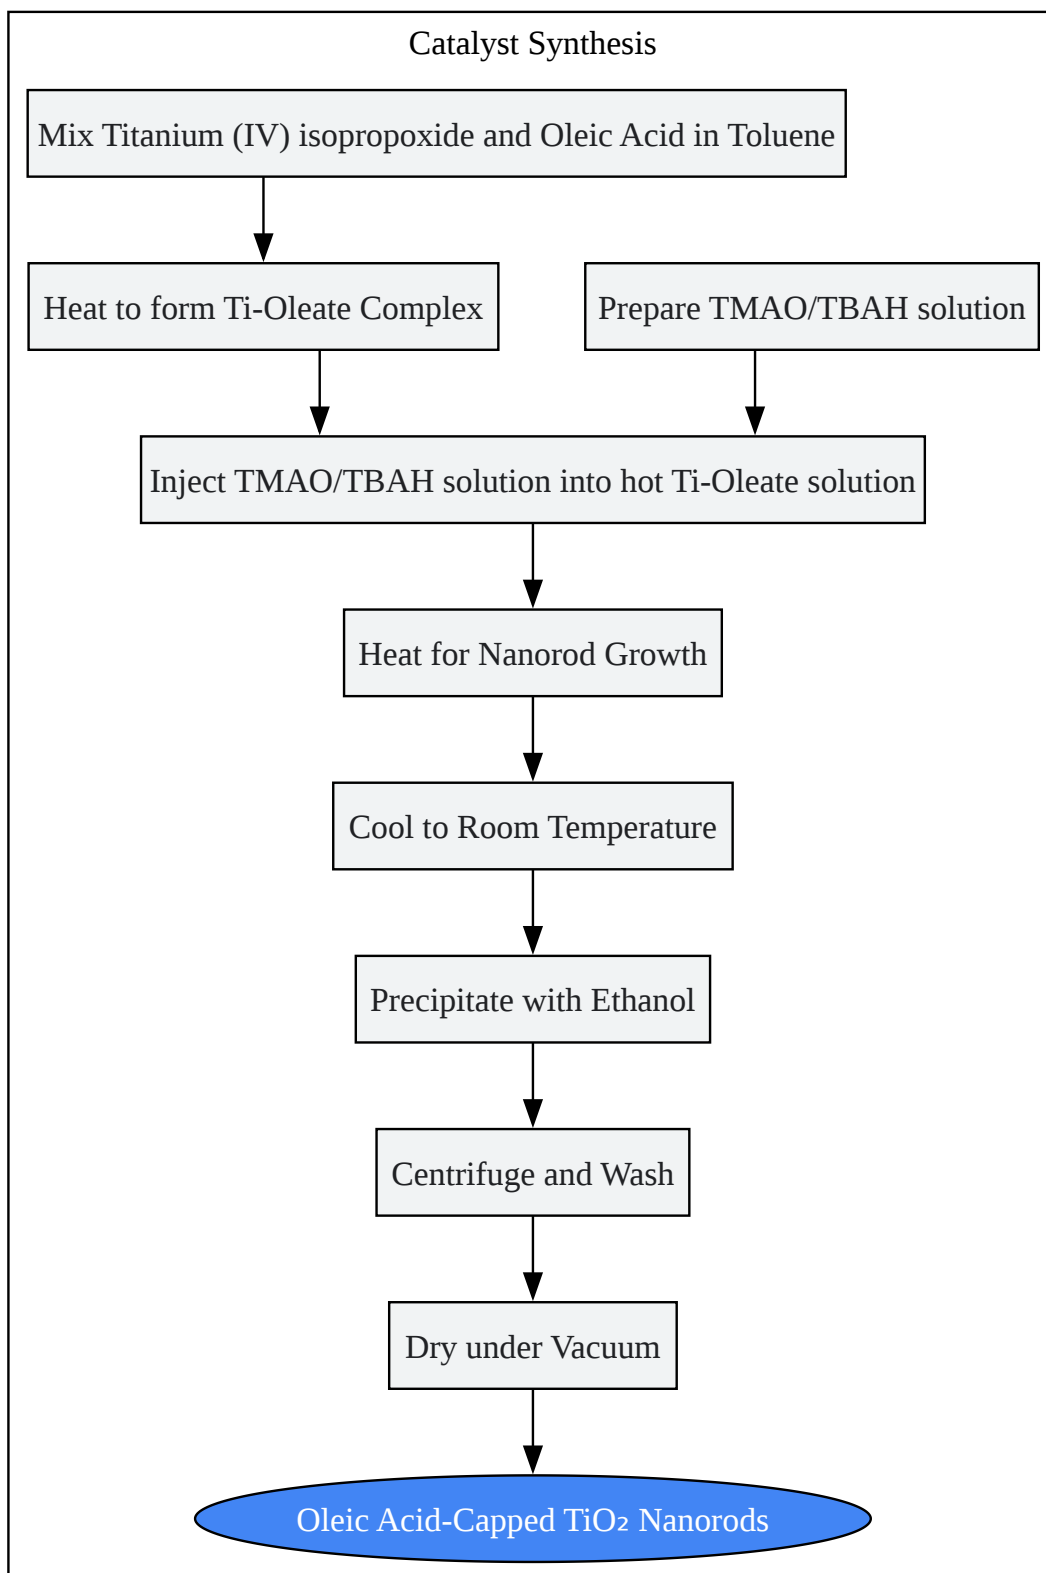 Catalyst Synthesis
Mix Titanium (IV) isopropoxide and Oleic Acid in Toluene
Heat to form Ti-Oleate Complex
Prepare TMAO/TBAH solution
Inject TMAO/TBAH solution into hot Ti-Oleate solution
Heat for Nanorod Growth
Cool to Room Temperature
Precipitate with Ethanol
Centrifuge and Wash
Dry under Vacuum
Oleic Acid-Capped TiO₂ Nanorods